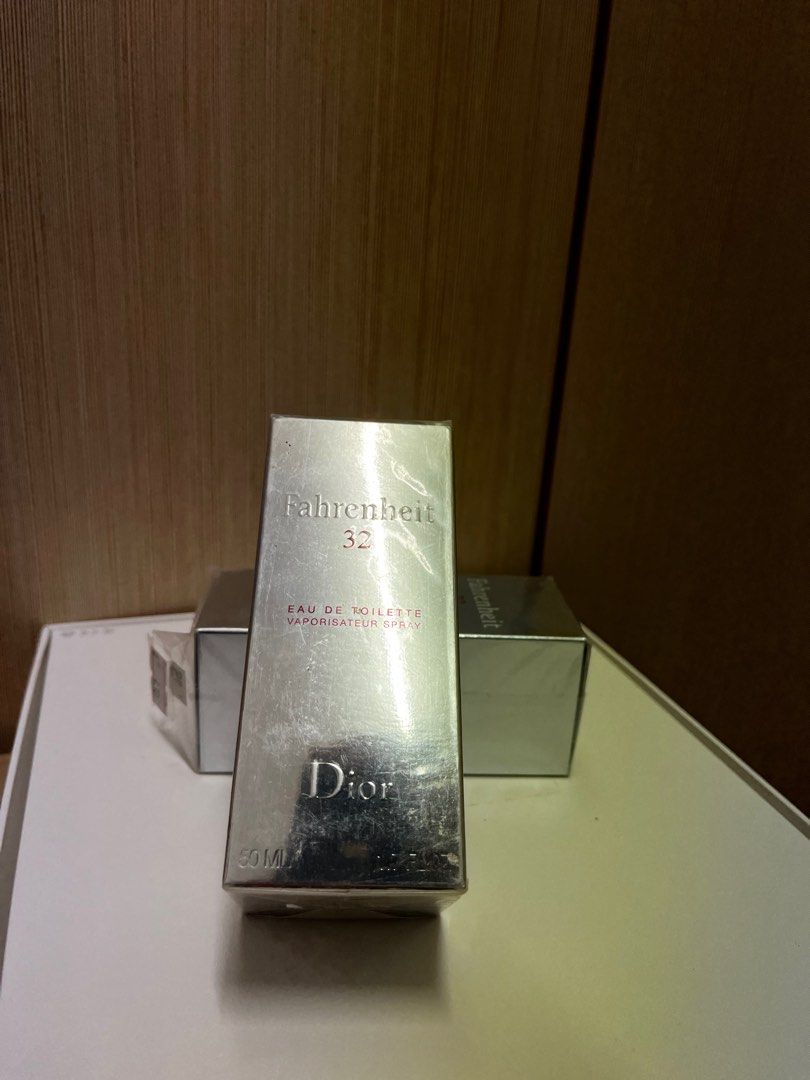 Fahrenheit
32
EAU DE TOILETTE
VAPORISATEUR SPRAY
Dior
50 ML
Fahrenheit